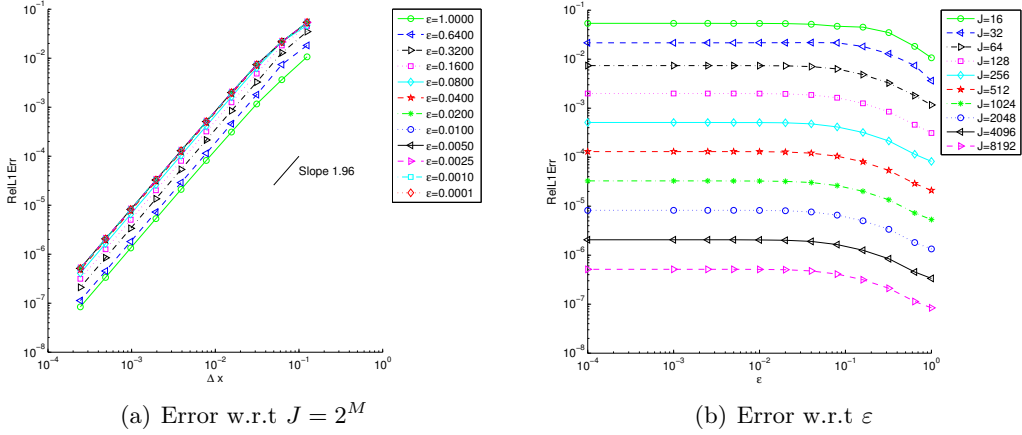 10^0
10^-1
10^-2
10^-3
10^-4
10^-5
10^-6
10^-7
10^-8
RelL1Err
10^-4
10^-3
10^-2
10^-1
10^0
Δ x
Slope 1.96
ε=1.0000
ε=0.6400
ε=0.3200
ε=0.1600
ε=0.0800
ε=0.0400
ε=0.0200
ε=0.0100
ε=0.0050
ε=0.0025
ε=0.0010
ε=0.0001
(a) Error w.r.t J = 2^M
10^0
10^-1
10^-2
10^-3
10^-4
10^-5
10^-6
10^-7
10^-8
RelL1Err
10^-4
10^-3
10^-2
10^-1
10^0
ε
J=16
J=32
J=64
J=128
J=256
J=512
J=1024
J=2048
J=4096
J=8192
(b) Error w.r.t ε